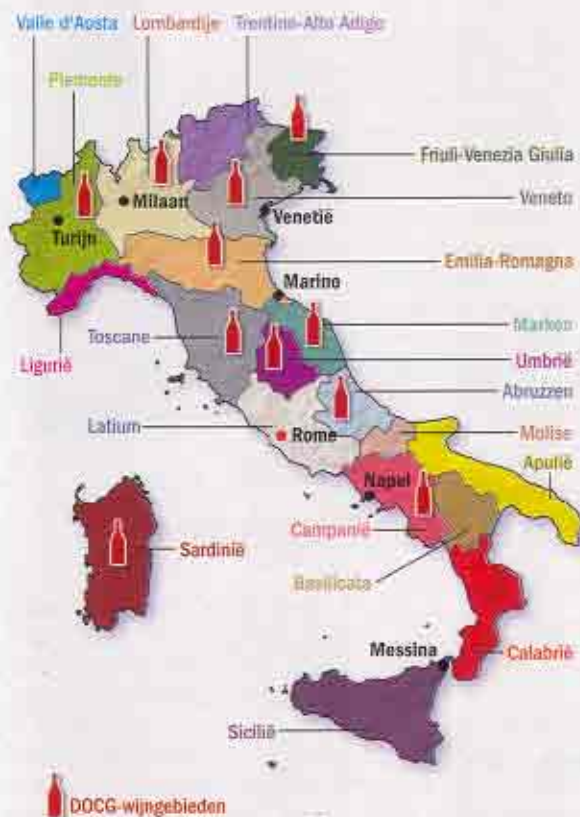 Valle d'Aosta
Lombardije
Trentino-Alto Adige
Piemonte
Friuli-Venezia Giulia
Milaan
Veneto
Venetië
Turijn
Emilia-Romagna
Marino
Toscane
Marken
Ligurië
Umbrië
Abruzzen
Latium
Rome
Molise
Apulië
Napel
Campanië
Sardinië
Basilicata
Messina
Calabrië
Sicilië
DOCG-wijngebieden